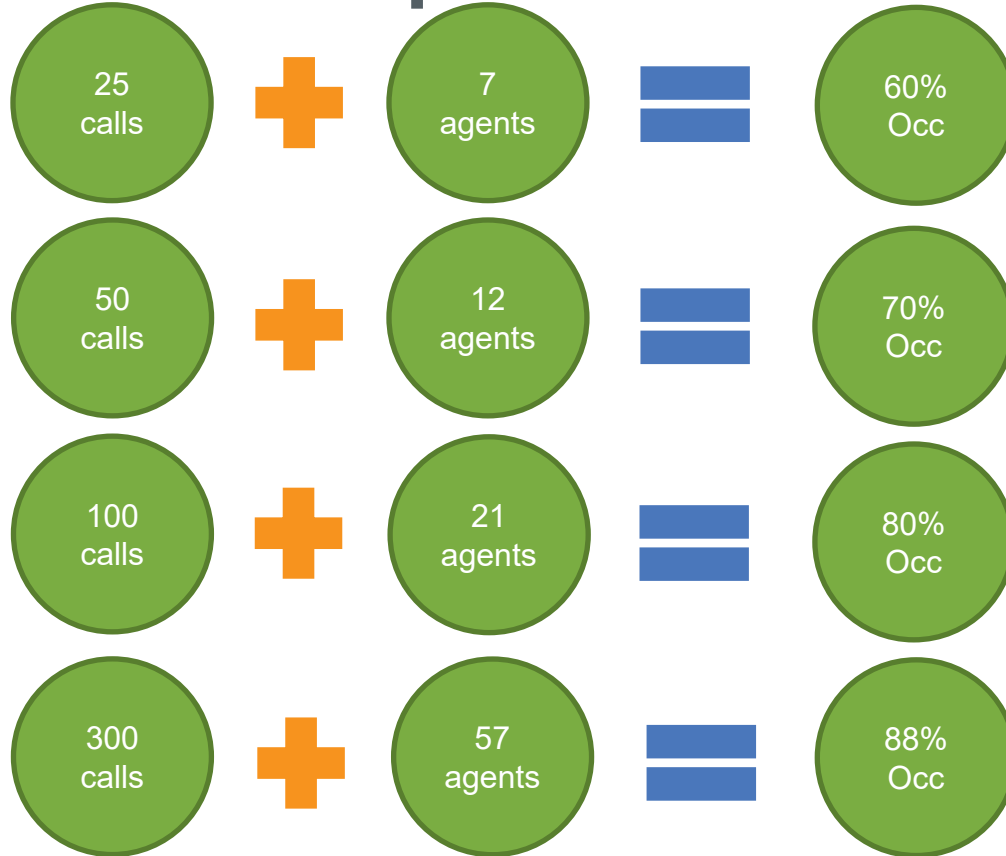 25
calls
7
agents
60%
Occ
50
calls
12
agents
70%
Occ
100
calls
21
agents
80%
Occ
300
calls
57
agents
88%
Occ